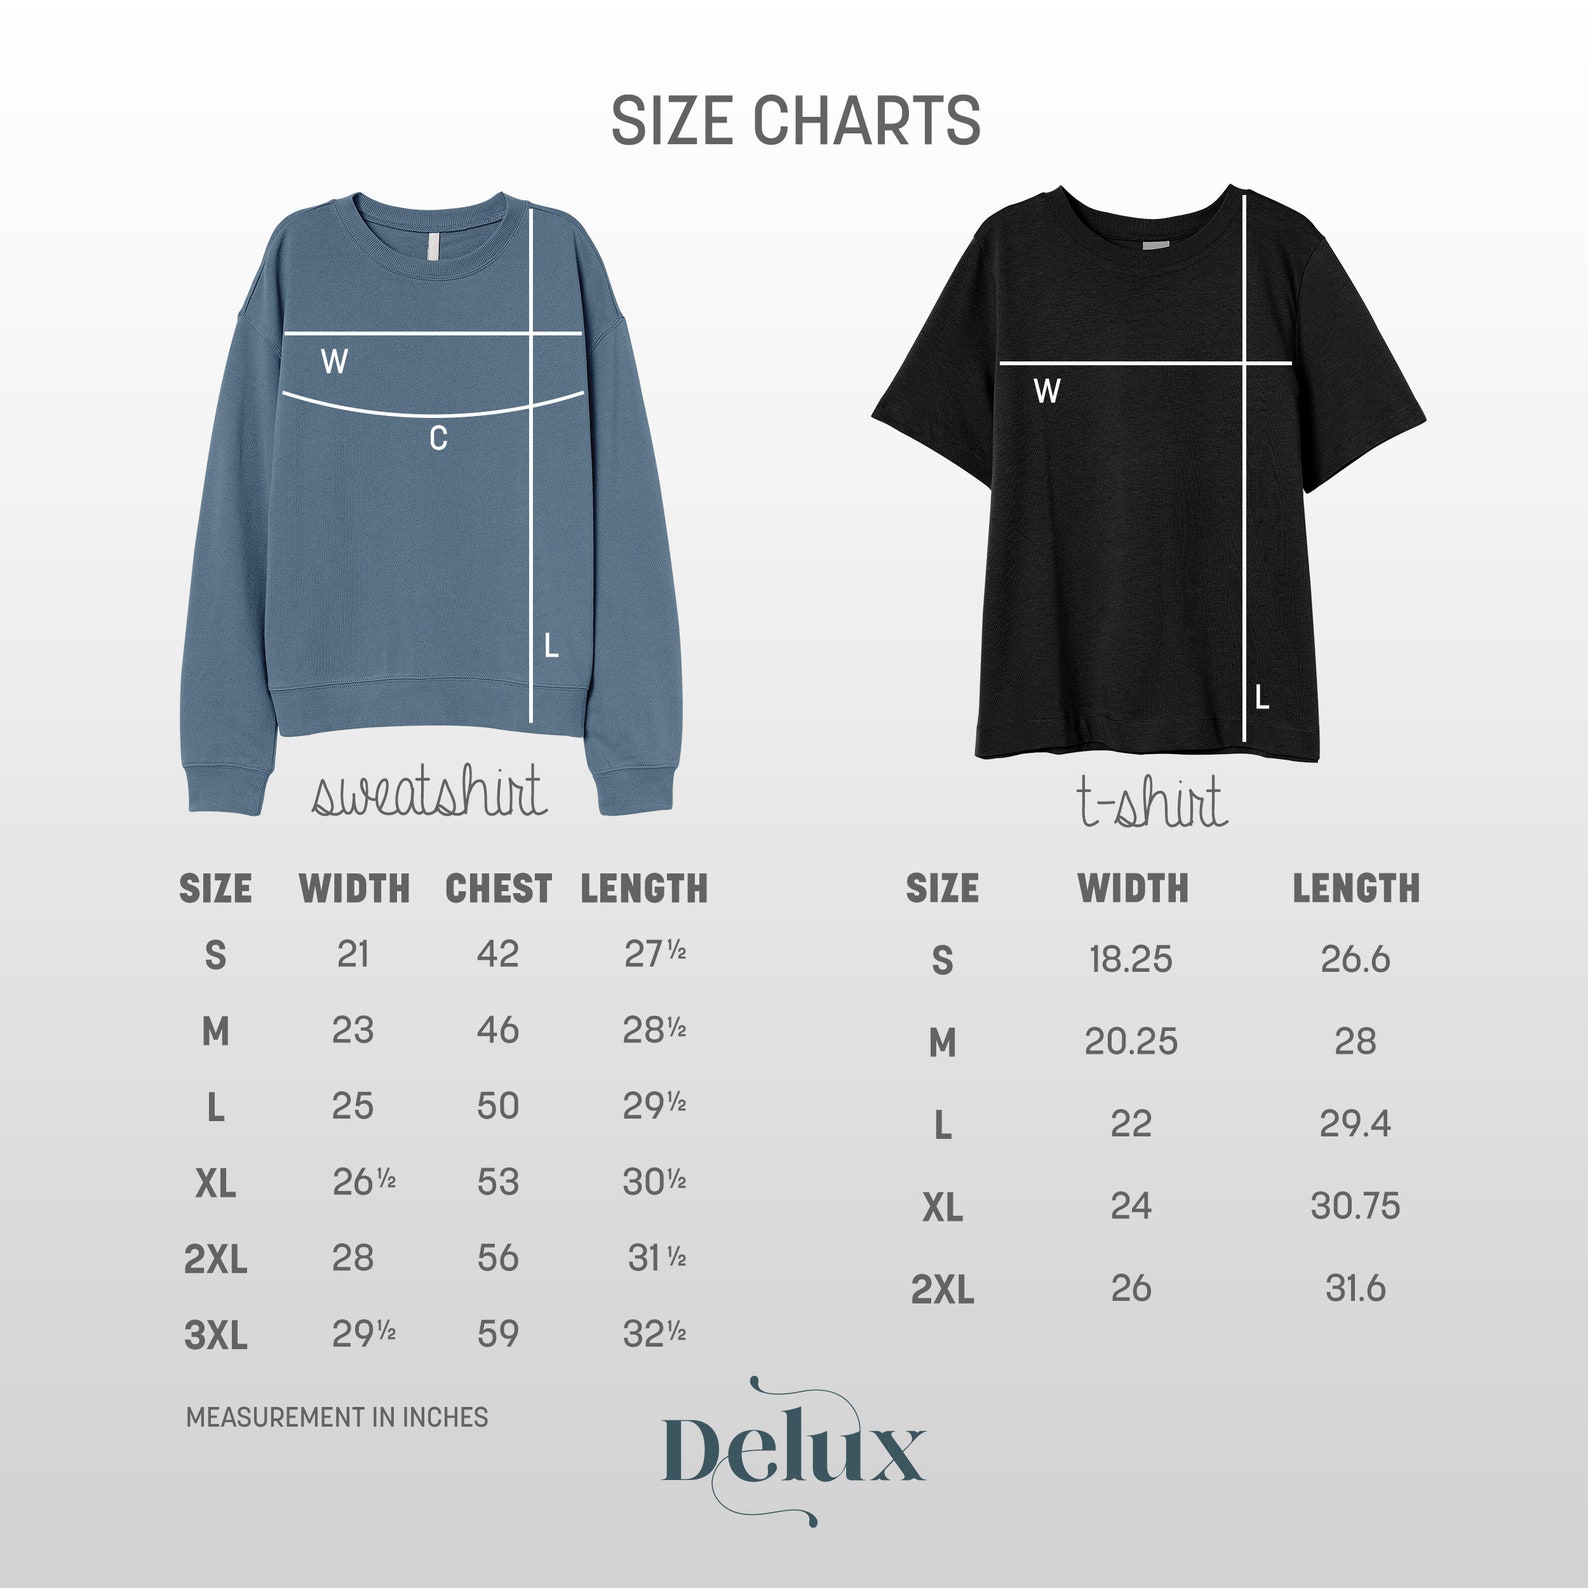 SIZE CHARTS
W
C
L
W
L
sweatshirt
t-shirt
SIZE WIDTH CHEST LENGTH
S 21 42 27½
M 23 46 28½
L 25 50 29½
XL 26½ 53 30½
2XL 28 56 31½
3XL 29½ 59 32½
SIZE WIDTH LENGTH
S 18.25 26.6
M 20.25 28
L 22 29.4
XL 24 30.75
2XL 26 31.6
MEASUREMENT IN INCHES
Delux